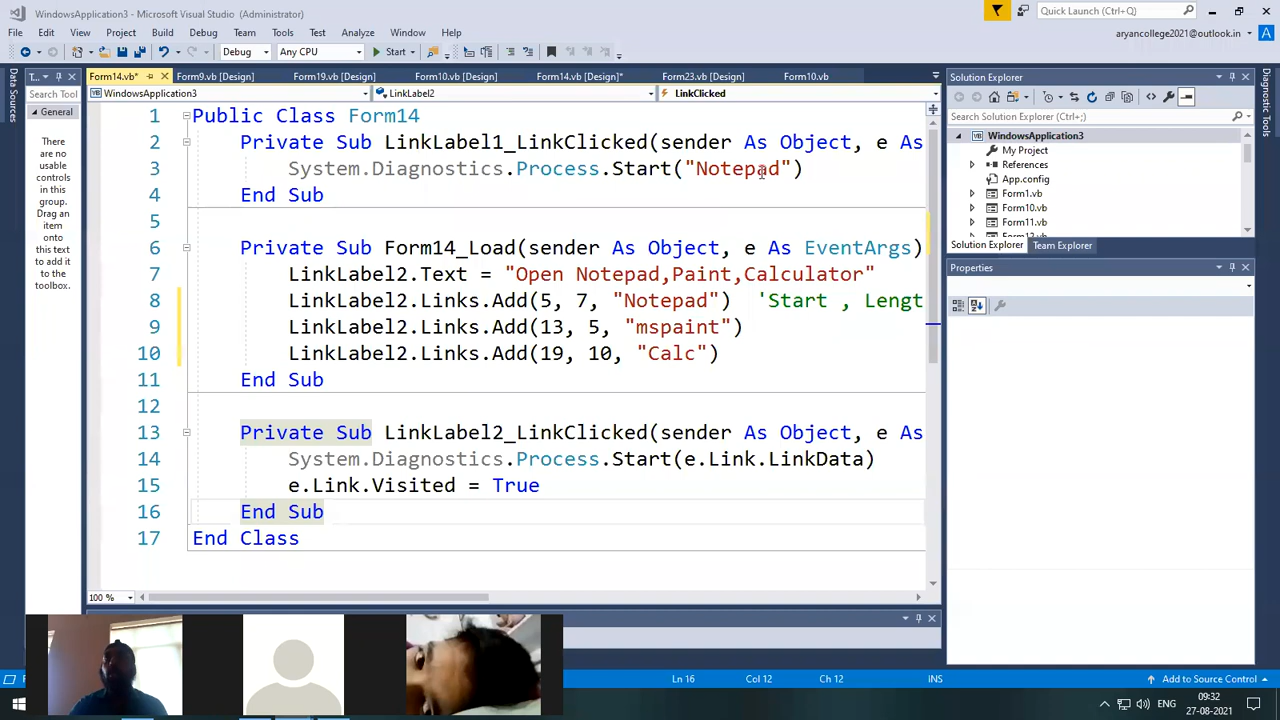 WindowsApplication3 - Microsoft Visual Studio (Administrator)
Quick Launch (Ctrl+Q)
File Edit View Project Build Debug Team Tools Test Analyze Window Help
aryancollege2021@outlook.in A
Debug Any CPU Start
Data Sources
T...
Search Tool
General
There are no usable controls in this group. Drag an item onto this text to add it to the toolbox.
Form14.vb* Form9.vb [Design] Form19.vb [Design] Form10.vb [Design] Form14.vb [Design]* Form23.vb [Design] Form10.vb
WindowsApplication3 LinkLabel2 LinkClicked
1 Public Class Form14
2 Private Sub LinkLabel1_LinkClicked(sender As Object, e As
3 System.Diagnostics.Process.Start("Notepad")
4 End Sub
5
6 Private Sub Form14_Load(sender As Object, e As EventArgs)
7 LinkLabel2.Text = "Open Notepad,Paint,Calculator"
8 LinkLabel2.Links.Add(5, 7, "Notepad") 'Start , Lengt
9 LinkLabel2.Links.Add(13, 5, "mspaint")
10 LinkLabel2.Links.Add(19, 10, "Calc")
11 End Sub
12
13 Private Sub LinkLabel2_LinkClicked(sender As Object, e As
14 System.Diagnostics.Process.Start(e.Link.LinkData)
15 e.Link.Visited = True
16 End Sub
17 End Class
100 %
Solution Explorer
Search Solution Explorer (Ctrl+;)
WindowsApplication3
My Project
References
App.config
Form1.vb
Form10.vb
Form11.vb
Solution Explorer Team Explorer
Properties
Diagnostic Tools
Ln 16 Col 12 Ch 12 INS Add to Source Control
ENG
09:32
27-08-2021